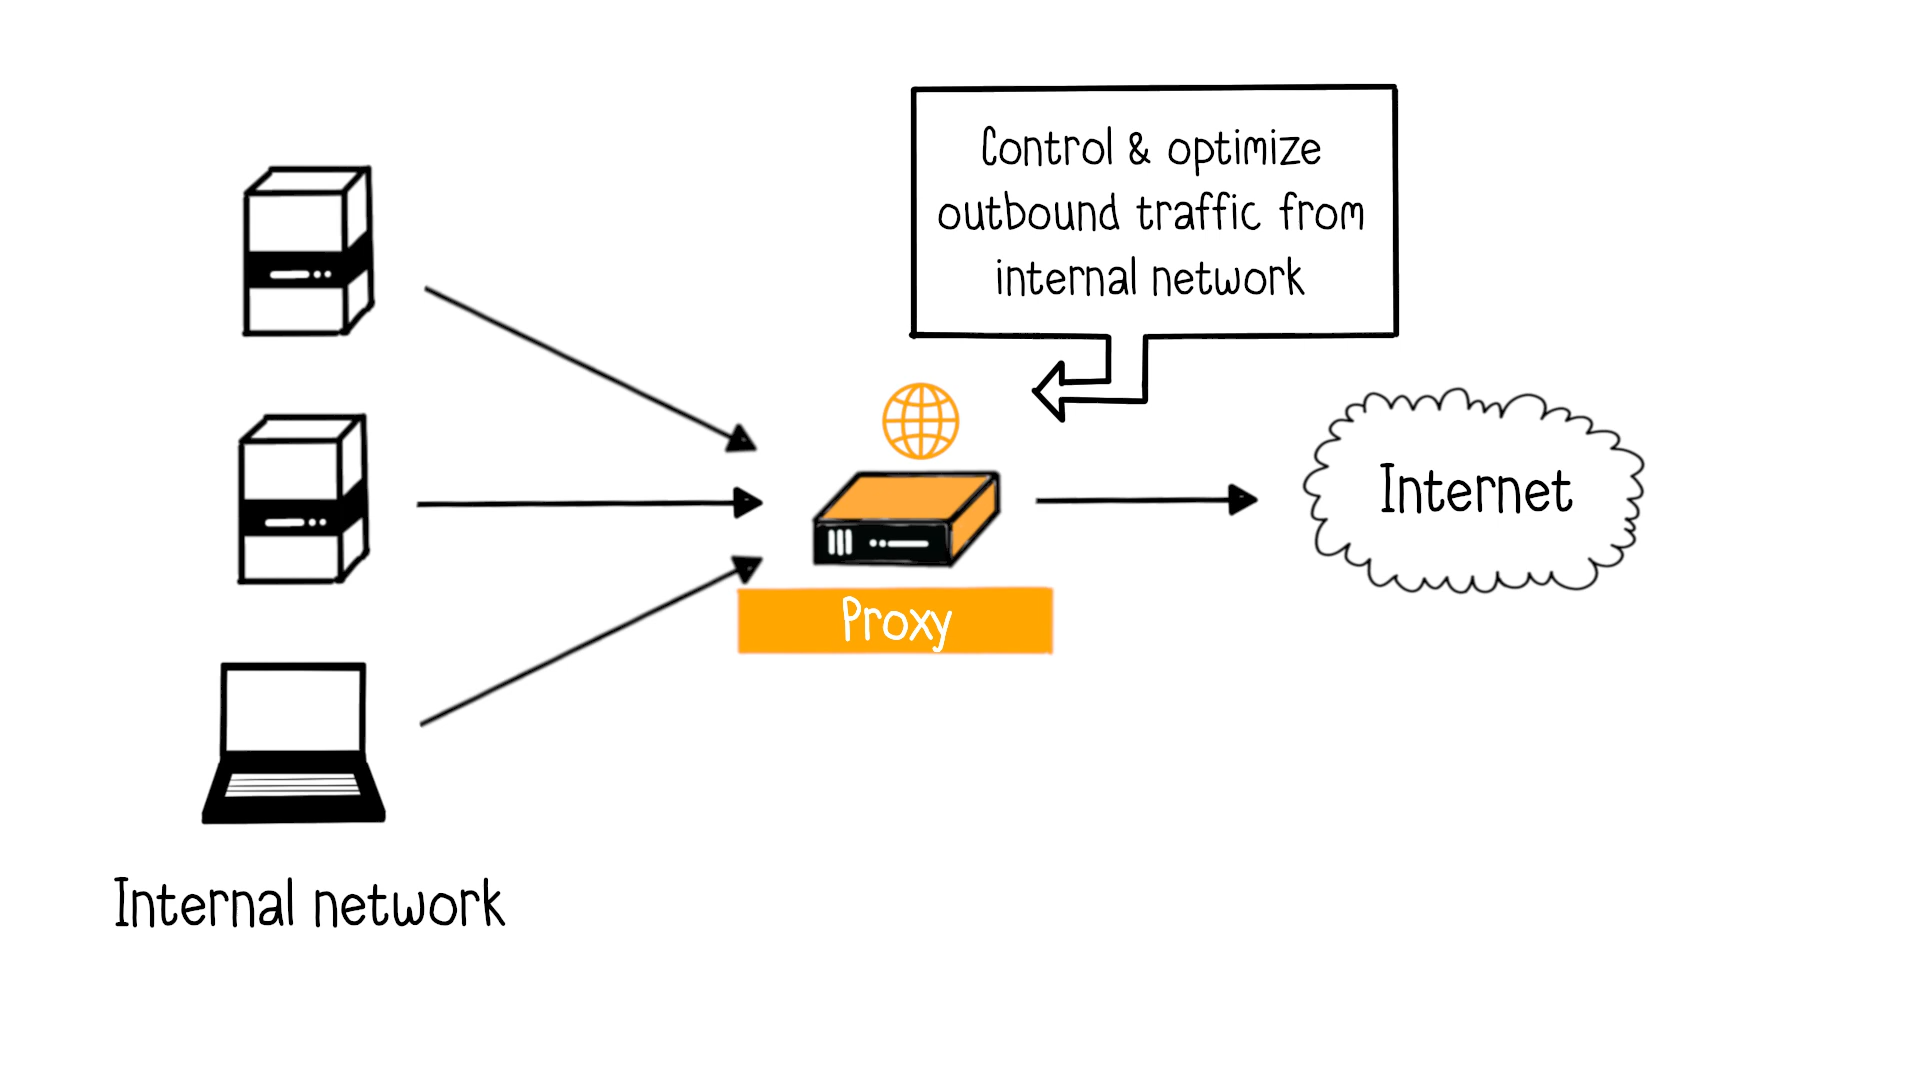 Control & optimize
outbound traffic from
internal network
Internet
Proxy
Internal network